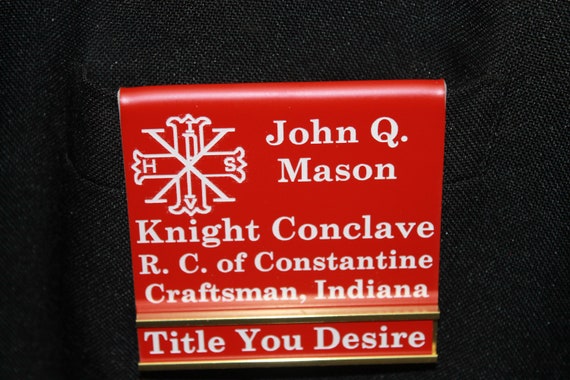 John Q.
Mason
I
H S
V
Knight Conclave
R. C. of Constantine
Craftsman, Indiana
Title You Desire